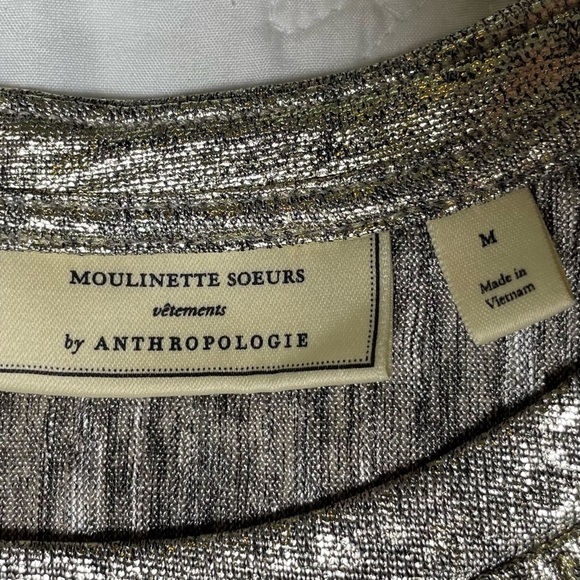 MOULINETTE SOEURS
vêtements
by ANTHROPOLOGIE
M
Made in
Vietnam